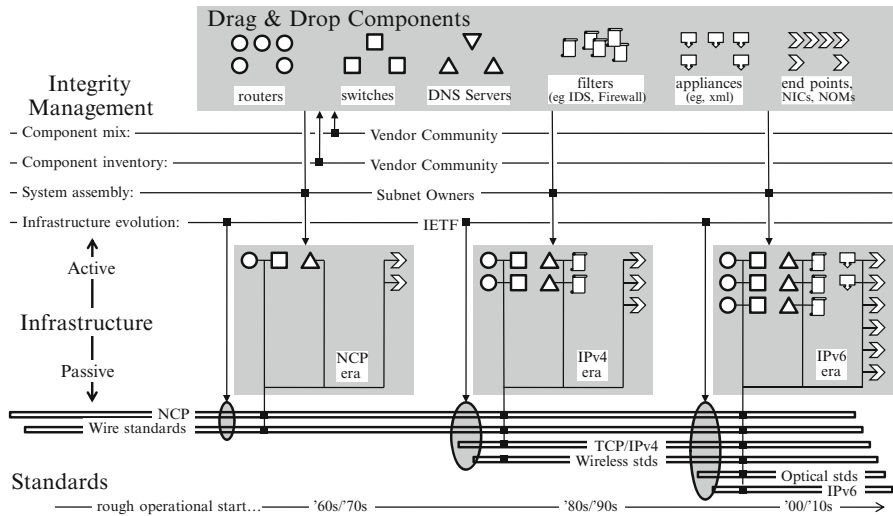 Drag & Drop Components
routers
switches
DNS Servers
filters
(eg IDS, Firewall)
appliances
(eg, xml)
end points,
NICs, NOMs
Integrity
Management
Component mix:
Vendor Community
Component inventory:
Vendor Community
System assembly:
Subnet Owners
Infrastructure evolution:
IETF
Active
Infrastructure
Passive
NCP
era
IPv4
era
IPv6
era
NCP
Wire standards
TCP/IPv4
Wireless stds
Optical stds
IPv6
Standards
rough operational start…
’60s/’70s
’80s/’90s
’00/’10s